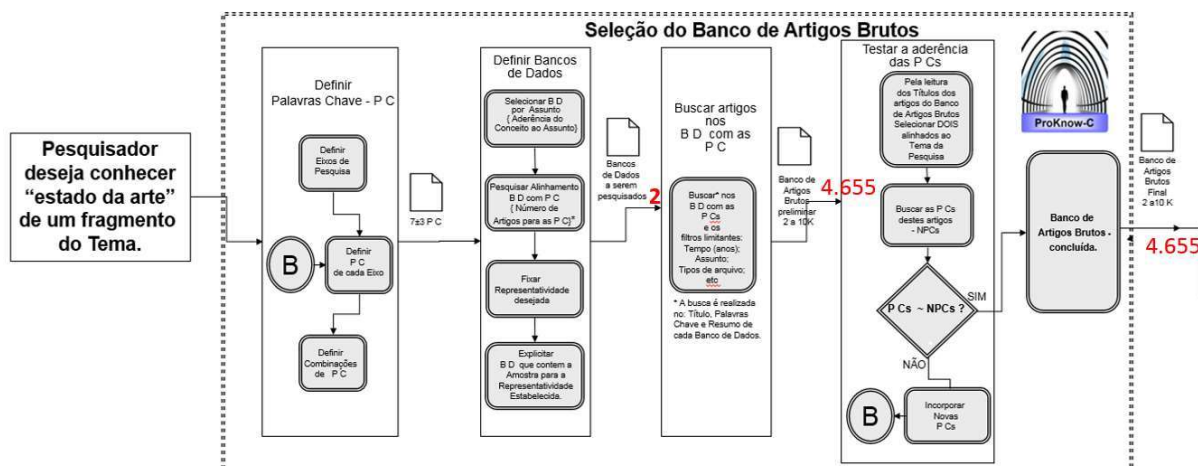 Seleção do Banco de Artigos Brutos
Pesquisador
deseja conhecer
“estado da arte”
de um fragmento
do Tema.
Definir
Palavras Chave - P C
Definir
Eixos de
Pesquisa
B
Definir
P C
de cada Eixo
Definir
Combinações
de P C
7±3 P C
Definir Bancos
de Dados
Selecionar B D
por Assunto
{ Aderência do
Conceito ao Assunto}
Pesquisar Alinhamento
B D com P C
{ Número de
Artigos para as P C}*
Fixar
Representatividade
desejada
Explicitar
B D que contem a
Amostra para a
Representatividade
Estabelecida.
Bancos
de Dados
a serem
pesquisados
2
Buscar artigos
nos
B D com as
P C
Buscar* nos
B D com as
P Cs
e os
filtros limitantes:
Tempo (anos);
Assunto;
Tipos de arquivo;
etc
* A busca é realizada
no: Título, Palavras
Chave e Resumo de
cada Banco de Dados.
Banco de
Artigos
Brutos
preliminar
2 a 10K
4.655
Testar a aderência
das P Cs
Pela leitura
dos Títulos dos
artigos do Banco
de Artigos Brutos
Selecionar DOIS
alinhados ao
Tema da
Pesquisa
Buscar as P Cs
destes artigos
- NPCs
P Cs ~ NPCs ?
SIM
NÃO
Incorporar
Novas
P Cs
B
ProKnow-C
Banco de
Artigos Brutos -
concluída.
Banco de
Artigos
Brutos
Final
2 a10 K
4.655